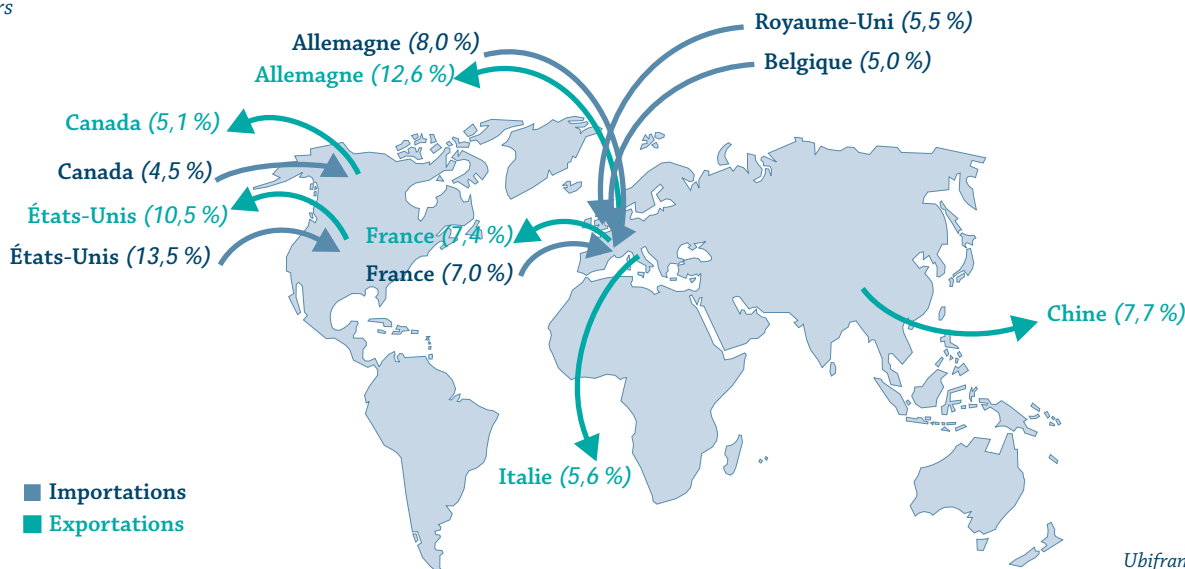 Royaume-Uni (5,5 %)
Allemagne (8,0 %)
Belgique (5,0 %)
Allemagne (12,6 %)
Canada (5,1 %)
Canada (4,5 %)
États-Unis (10,5 %)
France (7,4 %)
États-Unis (13,5 %)
France (7,0 %)
Chine (7,7 %)
Italie (5,6 %)
Importations
Exportations